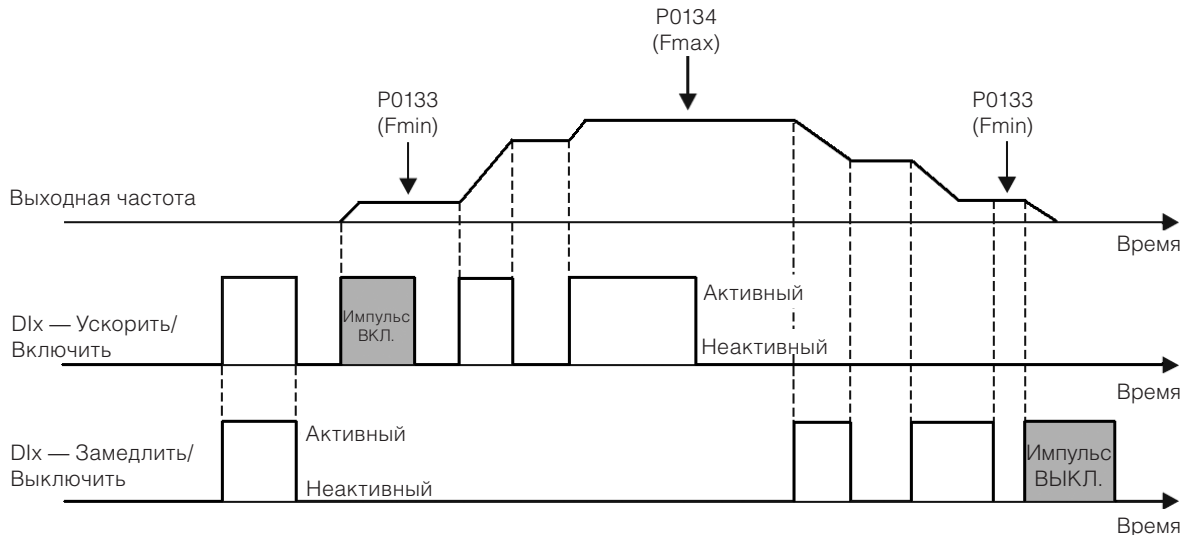 P0134
(Fmax)
P0133
(Fmin)
P0133
(Fmin)
Выходная частота
Время
DIx — Ускорить/
Включить
Импульс
ВКЛ.
Активный
Неактивный
Время
DIx — Замедлить/
Выключить
Активный
Неактивный
Импульс
ВЫКЛ.
Время